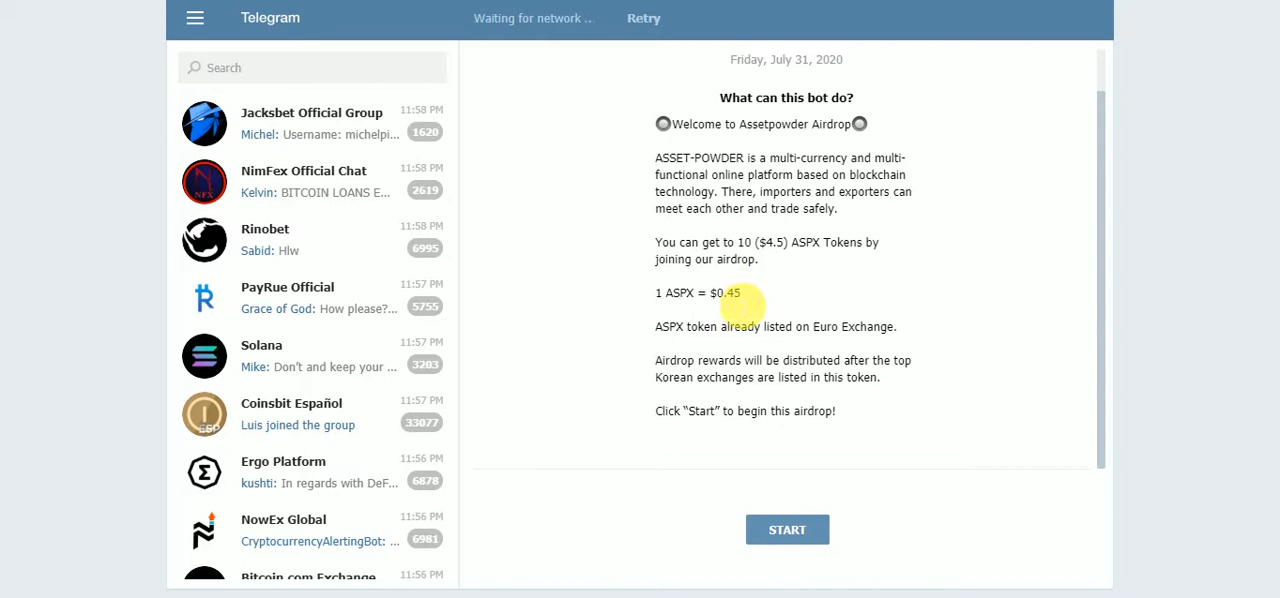 Telegram
Waiting for network ...
Retry
Search
Jacksbet Official Group 11:58 PM
Michel: Username: michelpi... 1620
NimFex Official Chat 11:58 PM
Kelvin: BITCOIN LOANS E... 2619
Rinobet 11:58 PM
Sabid: Hlw 6995
PayRue Official 11:57 PM
Grace of God: How please?... 5755
Solana 11:57 PM
Mike: Don't and keep your ... 3203
Coinsbit Español 11:57 PM
Luis joined the group 33077
Ergo Platform 11:56 PM
kushti: In regards with DeF... 6878
NowEx Global 11:56 PM
CryptocurrencyAlertingBot: ... 6981
Bitcoin.com Exchange 11:56 PM
NFX
ESP
Friday, July 31, 2020
What can this bot do?
🔘Welcome to Assetpowder Airdrop🔘
ASSET-POWDER is a multi-currency and multi-
functional online platform based on blockchain
technology. There, importers and exporters can
meet each other and trade safely.
You can get to 10 ($4.5) ASPX Tokens by
joining our airdrop.
1 ASPX = $0.45
ASPX token already listed on Euro Exchange.
Airdrop rewards will be distributed after the top
Korean exchanges are listed in this token.
Click “Start” to begin this airdrop!
START